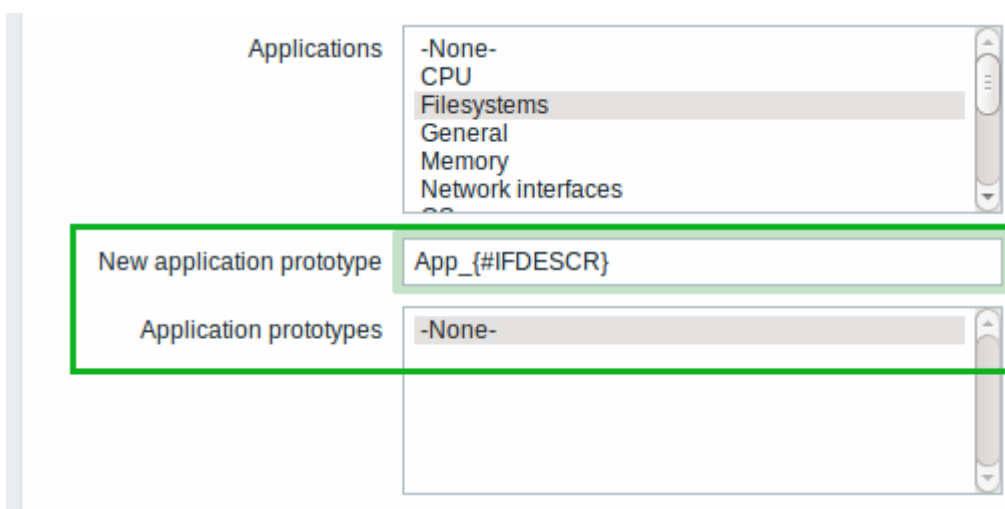 Applications
-None-
CPU
Filesystems
General
Memory
Network interfaces
New application prototype
App_{#IFDESCR}
Application prototypes
-None-